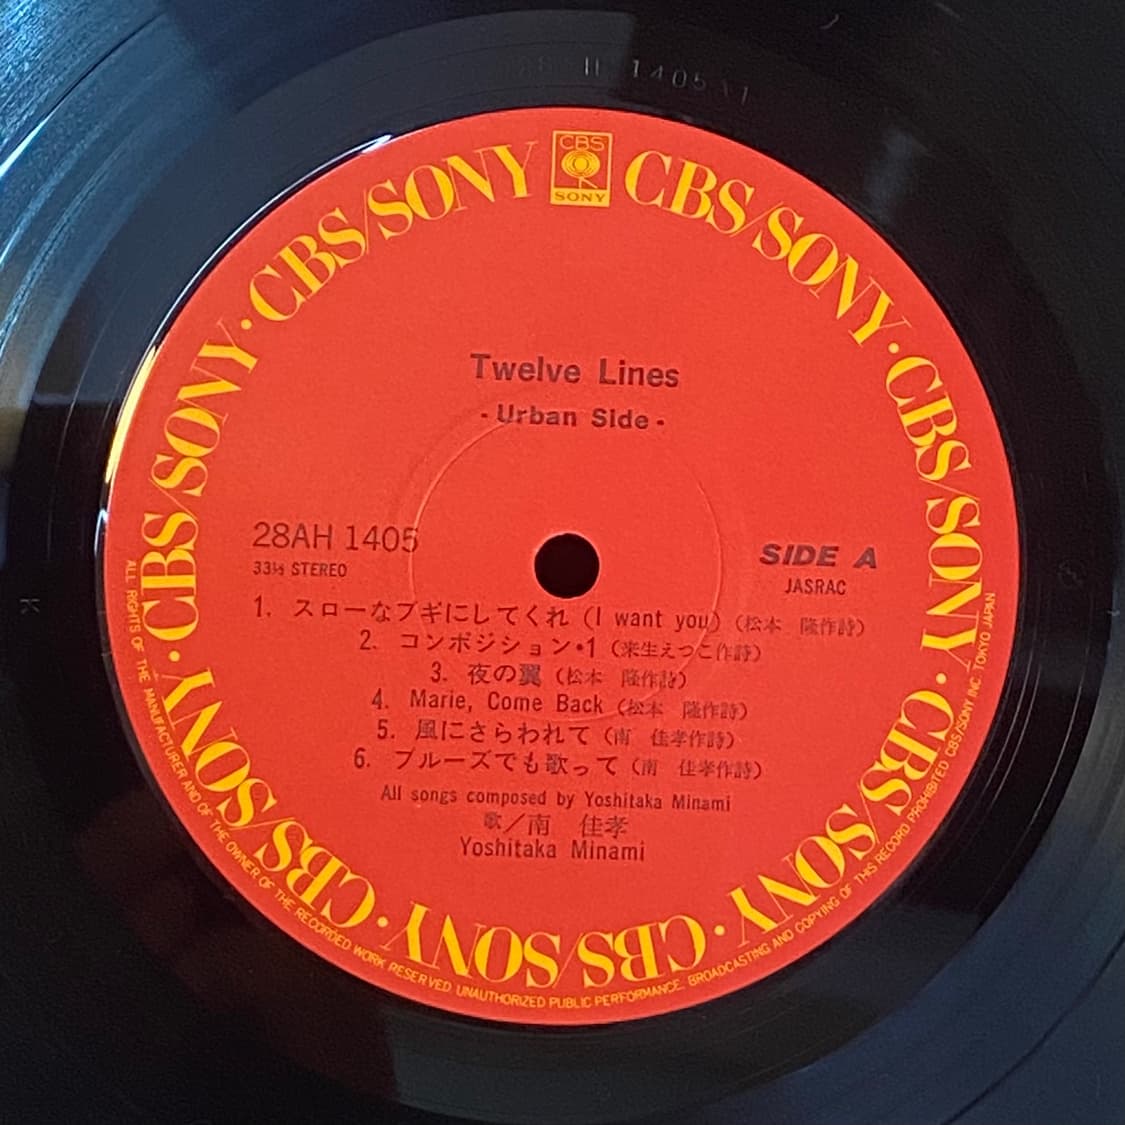 28 H 1405 1
CBS
SONY
CBS/SONY · CBS/SONY · CBS/SONY · CBS/SONY · CBS/SONY · CBS/SONY · CBS/SONY · CBS/SONY · CBS/SONY · CBS/SONY
Twelve Lines
- Urban Side -
28AH 1405
33⅓ STEREO
SIDE A
JASRAC
1. スローなブギにしてくれ (I want you) (松本 隆作詩)
2. コンポジション・1 (来生えつこ作詩)
3. 夜の翼 (松本 隆作詩)
4. Marie, Come Back (松本 隆作詩)
5. 風にさらわれて (南 佳孝作詩)
6. ブルーズでも歌って (南 佳孝作詩)
All songs composed by Yoshitaka Minami
歌／南 佳孝
Yoshitaka Minami
ALL RIGHTS OF THE MANUFACTURER AND OF THE OWNER OF THE RECORDED WORK RESERVED UNAUTHORIZED PUBLIC PERFORMANCE, BROADCASTING AND COPYING OF THIS RECORD PROHIBITED CBS/SONY INC. TOKYO JAPAN